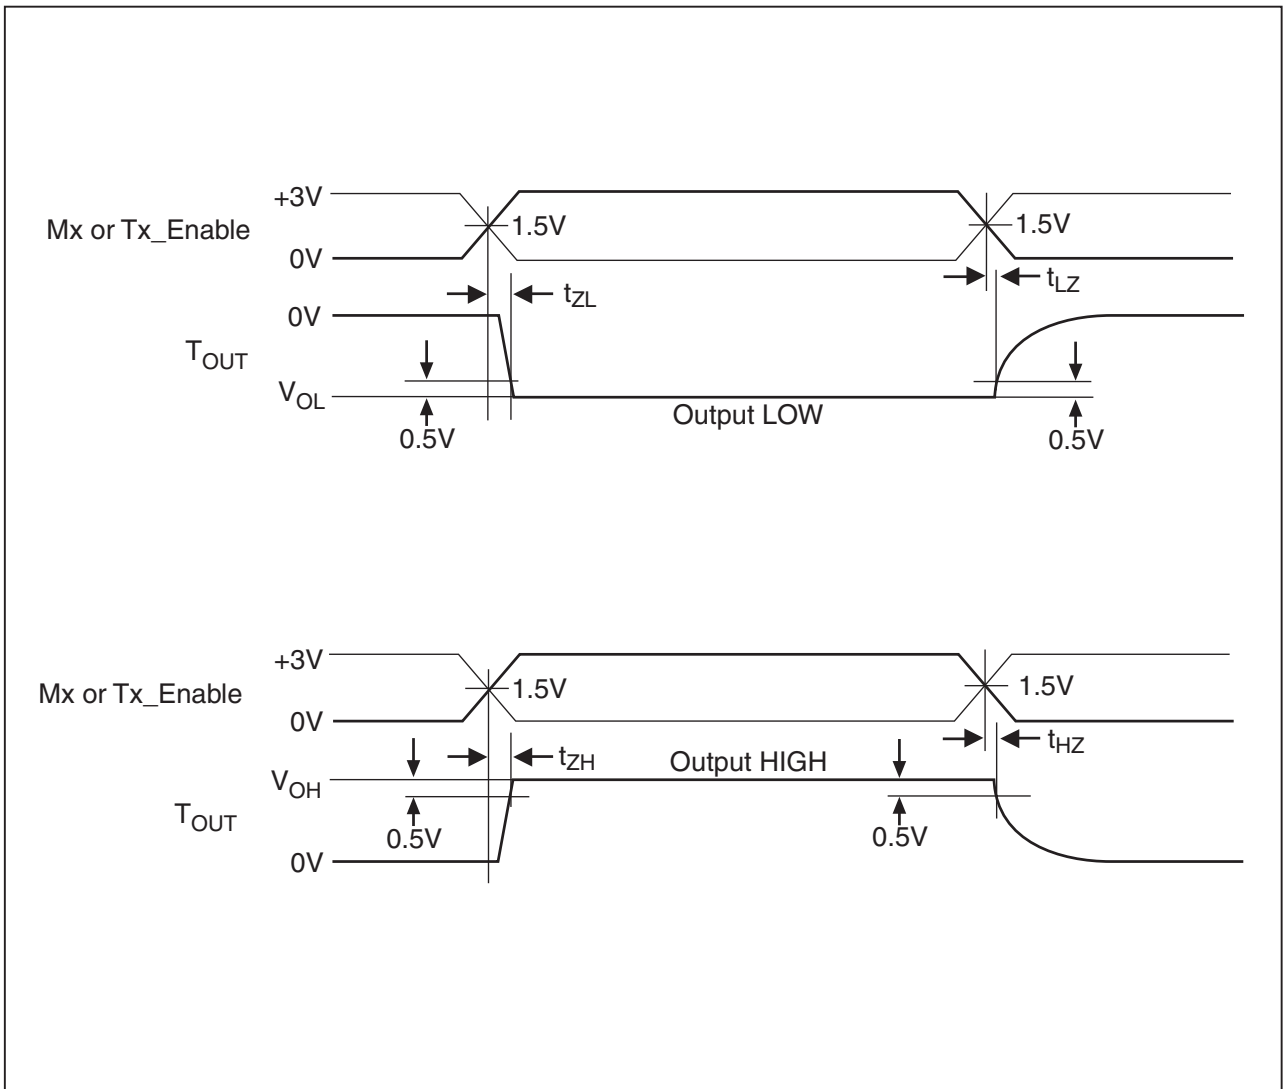 +3V
Mx or Tx_Enable
1.5V
1.5V
0V
tZL
tLZ
0V
TOUT
VOL
Output LOW
0.5V
0.5V
+3V
Mx or Tx_Enable
1.5V
1.5V
0V
tZH
Output HIGH
tHZ
VOH
TOUT
0.5V
0.5V
0V